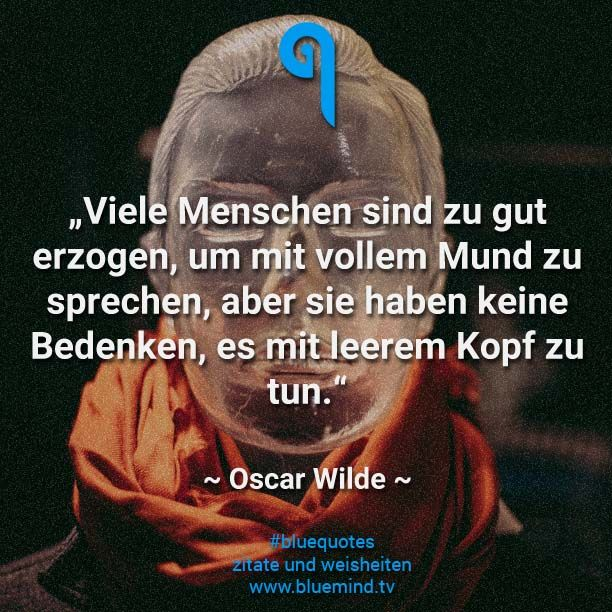 „Viele Menschen sind zu gut
erzogen, um mit vollem Mund zu
sprechen, aber sie haben keine
Bedenken, es mit leerem Kopf zu
tun.“
~ Oscar Wilde ~
#bluequotes
zitate und weisheiten
www.bluemind.tv